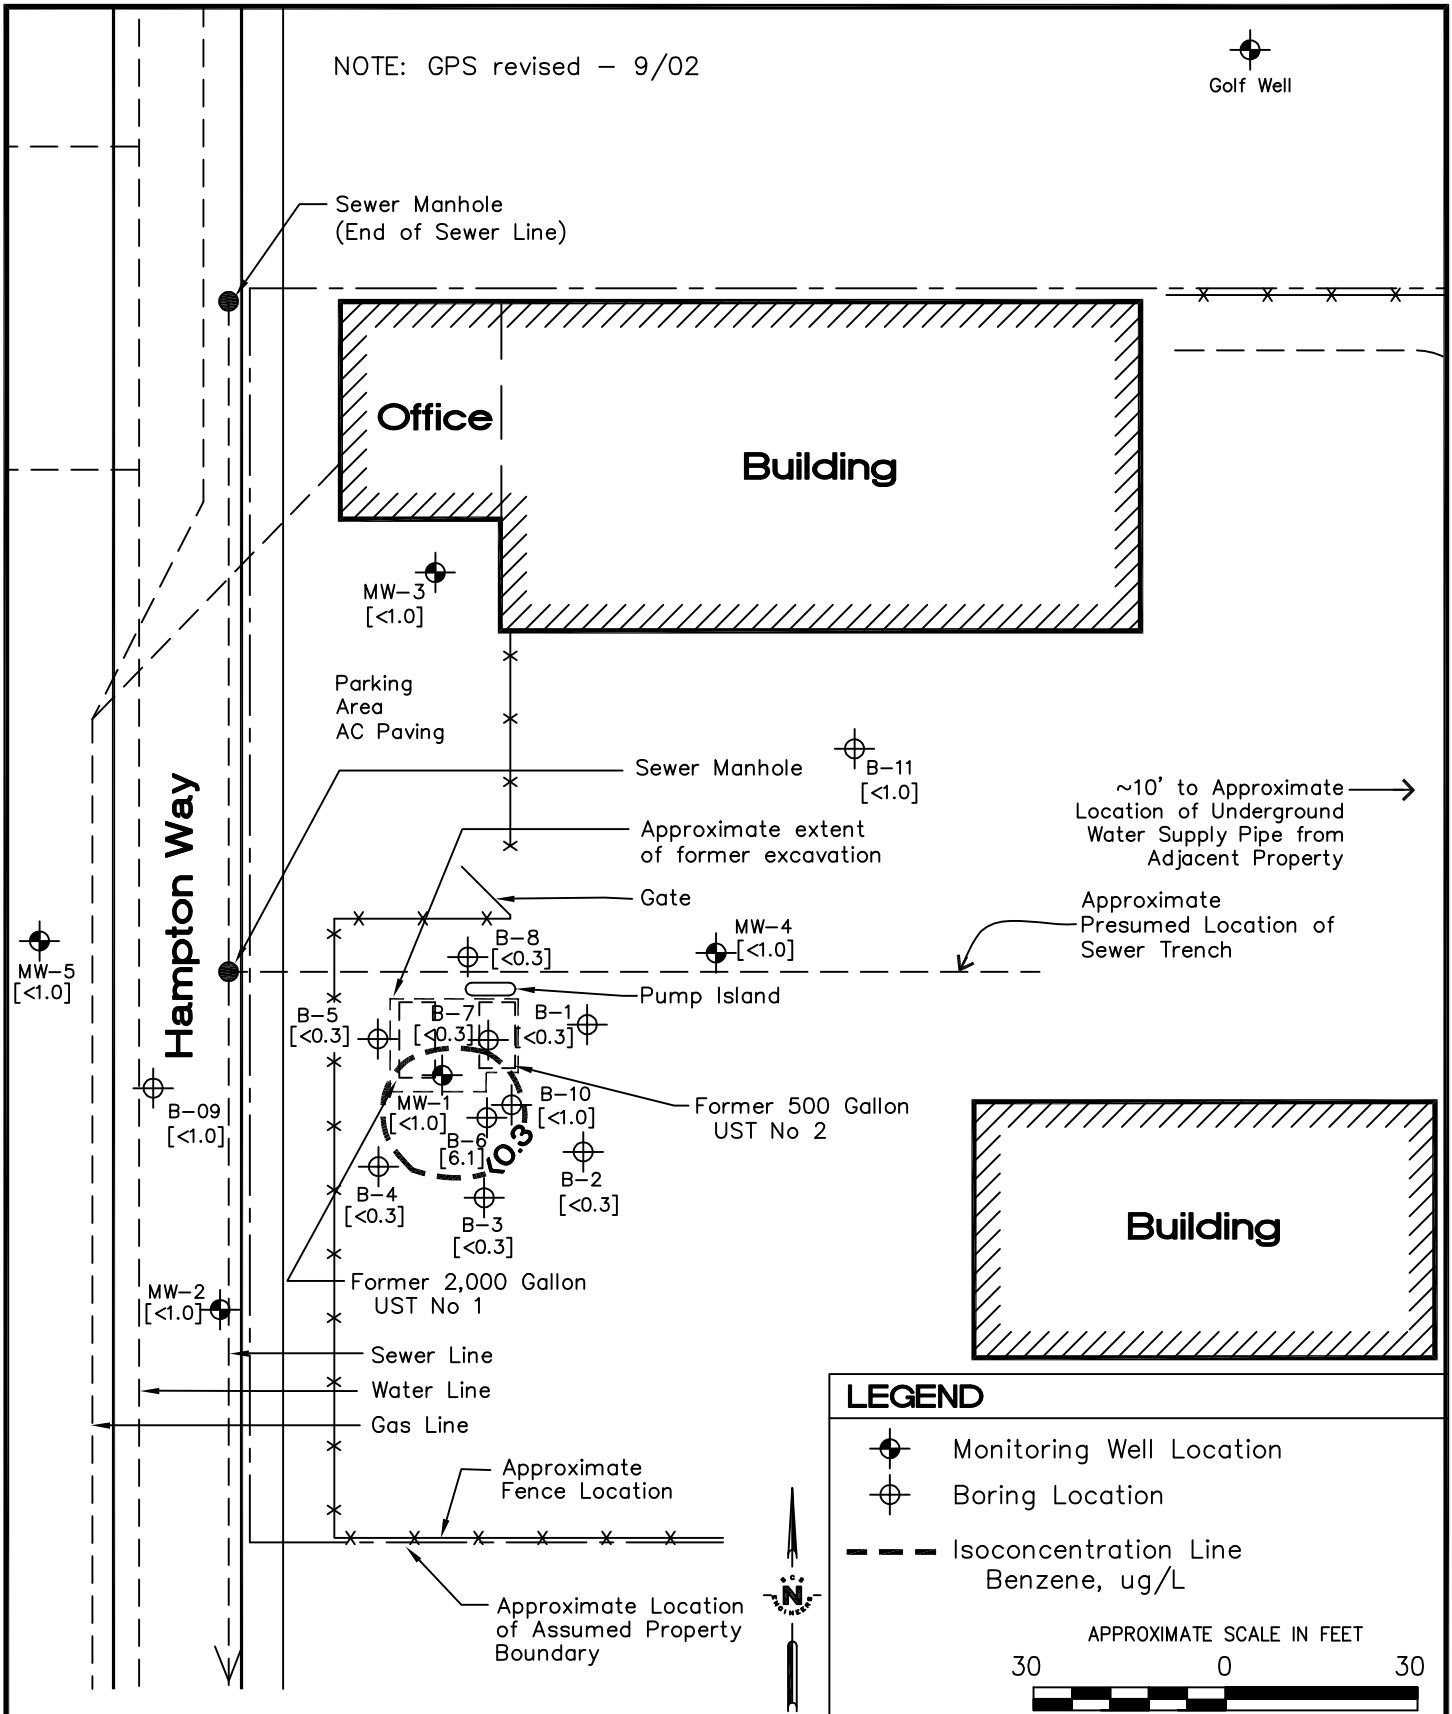 NOTE: GPS revised – 9/02
Golf Well
Sewer Manhole
(End of Sewer Line)
Office
Building
MW-3
[<1.0]
Parking
Area
AC Paving
Sewer Manhole
B-11
[<1.0]
~10' to Approximate
Location of Underground
Water Supply Pipe from
Adjacent Property
Approximate extent
of former excavation
Gate
Approximate
Presumed Location of
Sewer Trench
Hampton Way
MW-4
[<1.0]
B-8
[<0.3]
MW-5
[<1.0]
Pump Island
B-5
[<0.3]
B-7
[<0.3]
B-1
[<0.3]
B-09
[<1.0]
MW-1
[<1.0]
B-10
[<1.0]
Former 500 Gallon
UST No 2
B-6
[6.1]
<0.3
B-2
[<0.3]
B-4
[<0.3]
B-3
[<0.3]
Building
MW-2
[<1.0]
Former 2,000 Gallon
UST No 1
Sewer Line
Water Line
Gas Line
Approximate
Fence Location
Approximate Location
of Assumed Property
Boundary
SCS
N
ENGINEERS
LEGEND
Monitoring Well Location
Boring Location
Isoconcentration Line
Benzene, ug/L
APPROXIMATE SCALE IN FEET
30 0 30